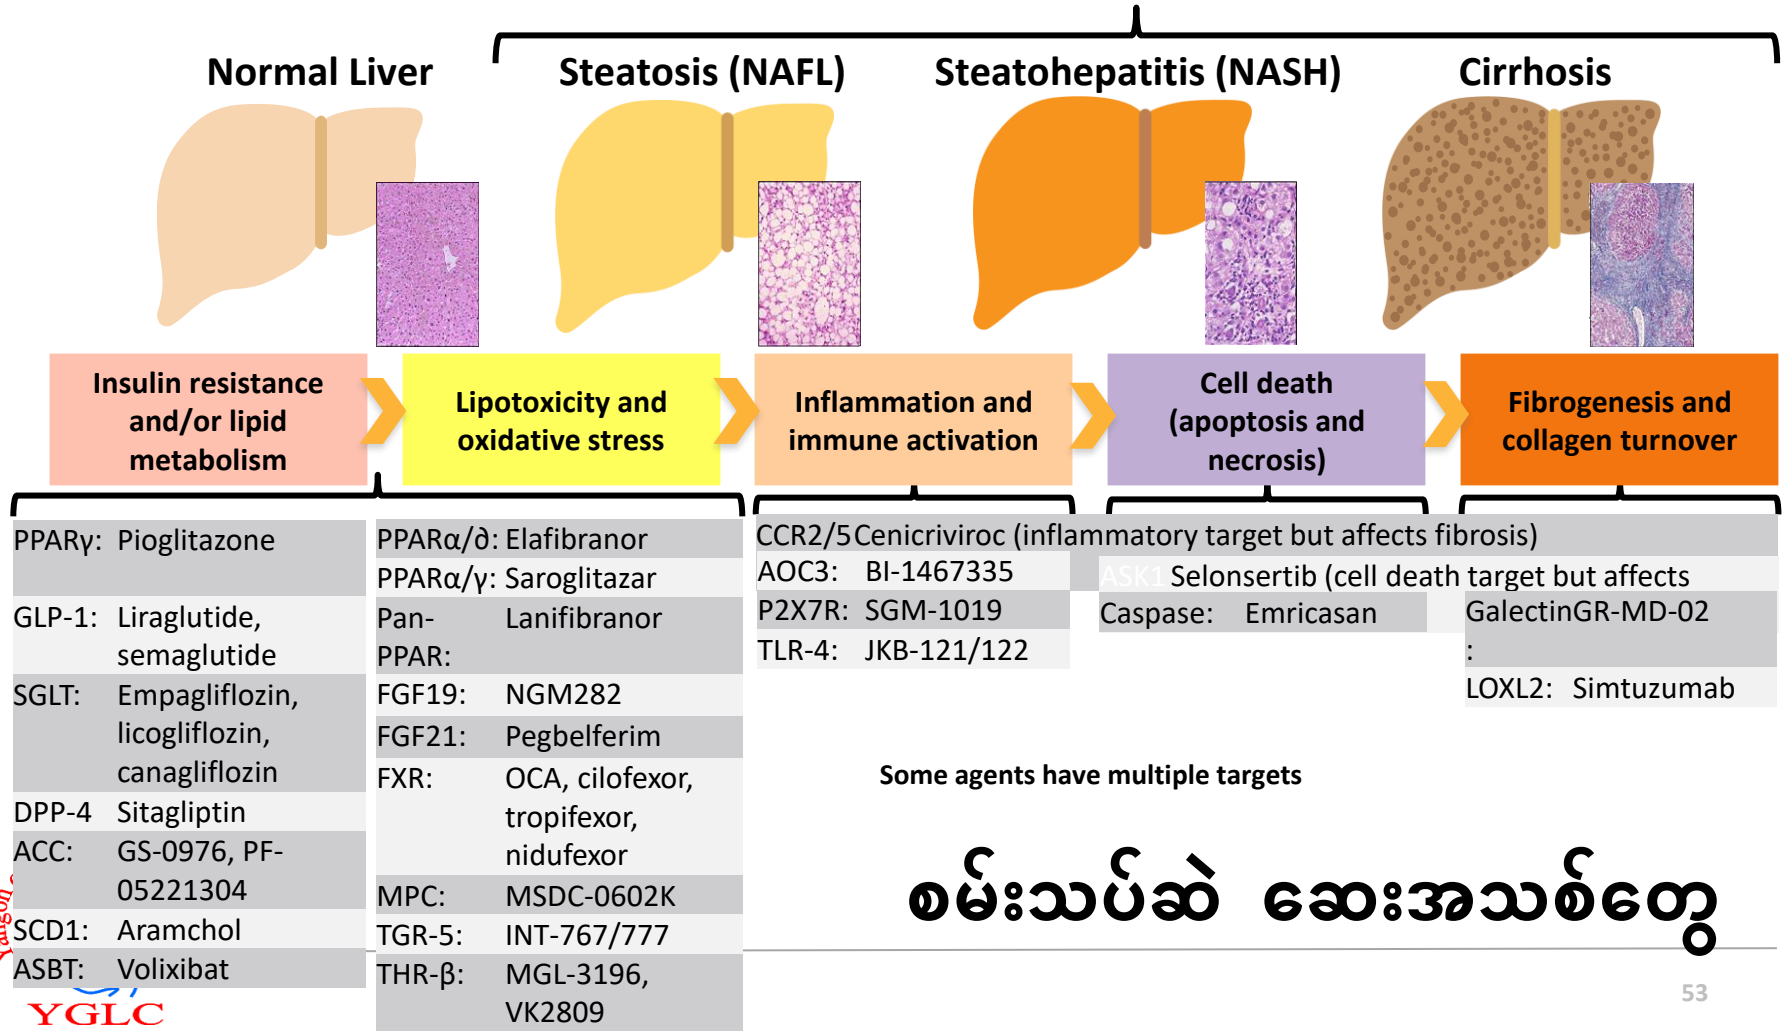 Normal Liver
Steatosis (NAFL)
Steatohepatitis (NASH)
Cirrhosis
Insulin resistance
and/or lipid
metabolism
Lipotoxicity and
oxidative stress
Inflammation and
immune activation
Cell death
(apoptosis and
necrosis)
Fibrogenesis and
collagen turnover
PPARγ: Pioglitazone
GLP-1: Liraglutide,
semaglutide
SGLT: Empagliflozin,
licogliflozin,
canagliflozin
DPP-4 Sitagliptin
ACC: GS-0976, PF-
05221304
SCD1: Aramchol
ASBT: Volixibat
PPARα/∂: Elafibranor
PPARα/γ: Saroglitazar
Pan- Lanifibranor
PPAR:
FGF19: NGM282
FGF21: Pegbelferim
FXR: OCA, cilofexor,
tropifexor,
nidufexor
MPC: MSDC-0602K
TGR-5: INT-767/777
THR-β: MGL-3196,
VK2809
CCR2/5 Cenicriviroc (inflammatory target but affects fibrosis)
AOC3: BI-1467335
P2X7R: SGM-1019
TLR-4: JKB-121/122
ASK1 Selonsertib (cell death target but affects
Caspase: Emricasan
GalectinGR-MD-02
:
LOXL2: Simtuzumab
Some agents have multiple targets
စမ်းသပ်ဆဲ ဆေးအသစ်တွေ
Yangon
YGLC
53